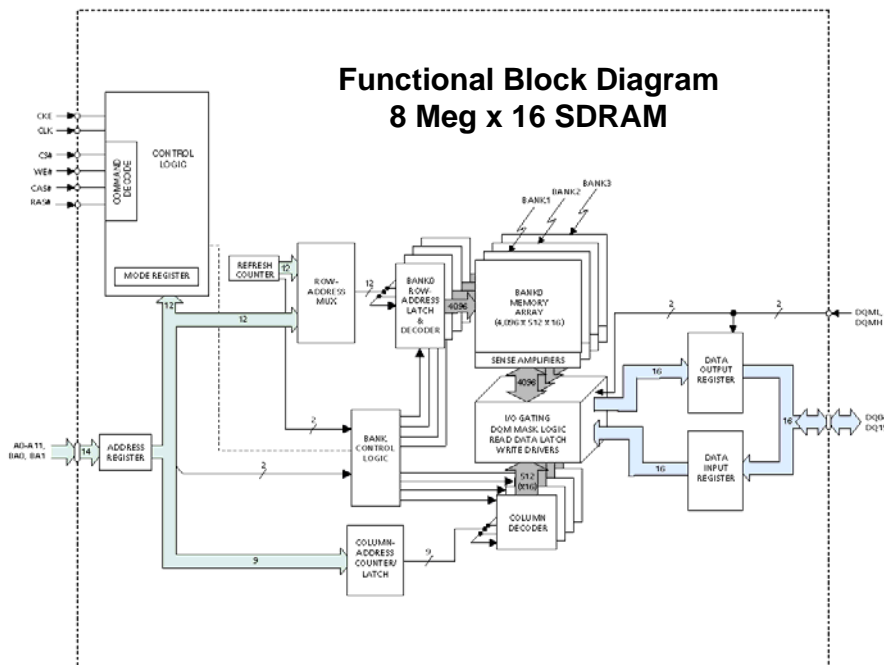 Functional Block Diagram
8 Meg x 16 SDRAM
CKE
CLK
CS#
WE#
CAS#
RAS#
COMMAND
DECODE
CONTROL
LOGIC
MODE REGISTER
12
REFRESH
COUNTER
12
12
ROW-
ADDRESS
MUX
12
BANK0
ROW-
ADDRESS
LATCH
&
DECODER
4096
BANK1
BANK2
BANK3
BANK0
MEMORY
ARRAY
(4,096 X 512 X 16)
SENSE AMPLIFIERS
4096
I/O GATING
DQM MASK LOGIC
READ DATA LATCH
WRITE DRIVERS
512
(X16)
COLUMN
DECODER
2
2
DQML,
DQMH
DATA
OUTPUT
REGISTER
16
16
DATA
INPUT
REGISTER
16
DQ0
DQ1
A0-A11,
BA0, BA1
14
ADDRESS
REGISTER
2
2
BANK
CONTROL
LOGIC
9
COLUMN-
ADDRESS
COUNTER/
LATCH
9